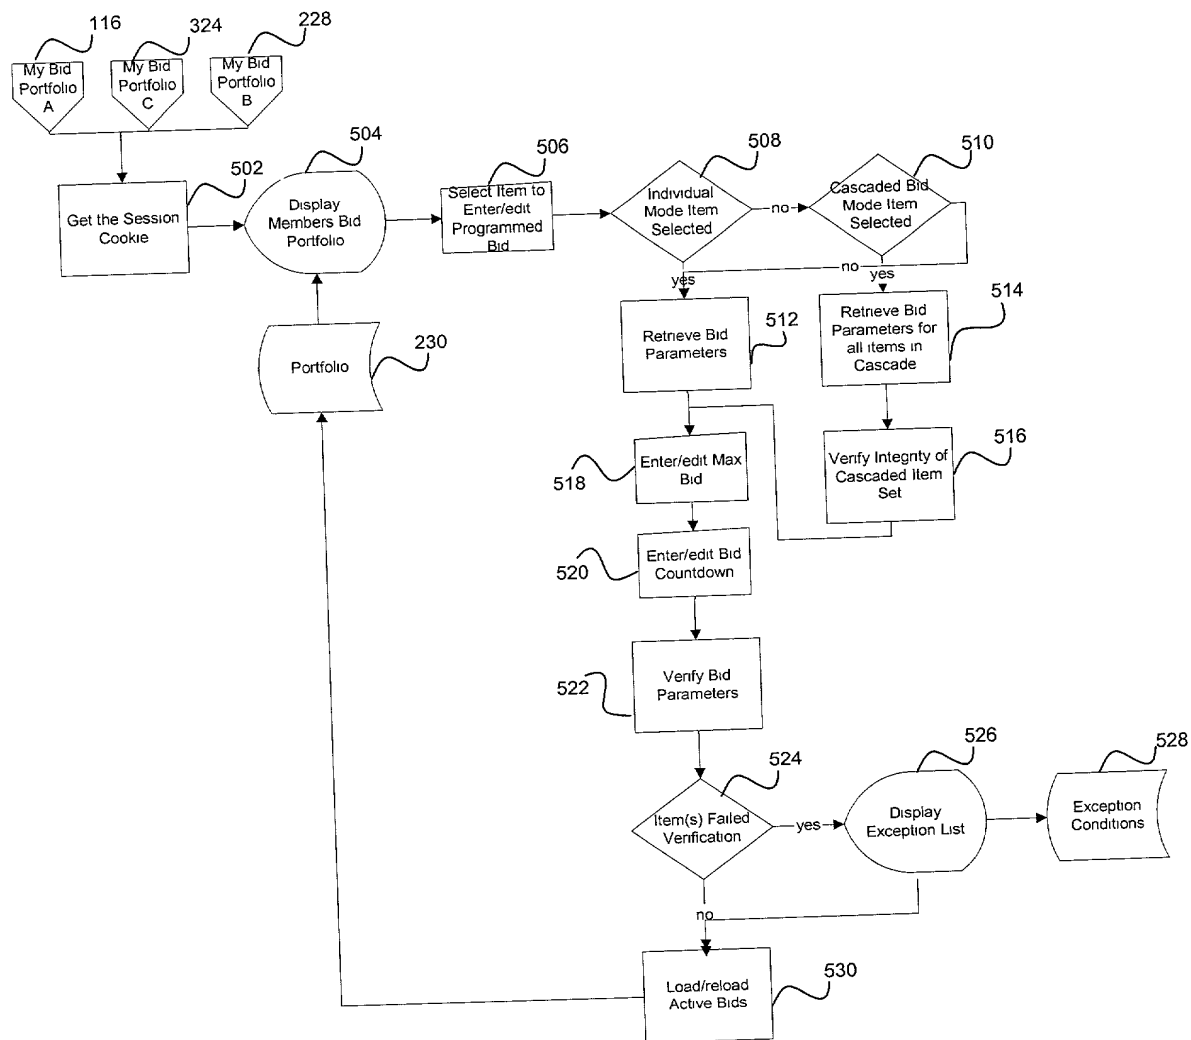 116
324
228
My Bid
Portfolio
A
My Bid
Portfolio
C
My Bid
Portfolio
B
502
Get the Session
Cookie
504
Display
Members Bid
Portfolio
506
Select Item to
Enter/edit
Programmed
Bid
508
Individual
Mode Item
Selected
no
510
Cascaded Bid
Mode Item
Selected
no
yes
yes
Portfolio
230
Retrieve Bid
Parameters
512
Retrieve Bid
Parameters for
all items in
Cascade
514
Enter/edit Max
Bid
518
Verify Integrity of
Cascaded Item
Set
516
Enter/edit Bid
Countdown
520
Verify Bid
Parameters
522
524
Item(s) Failed
Verification
yes
526
Display
Exception List
528
Exception
Conditions
no
Load/reload
Active Bids
530